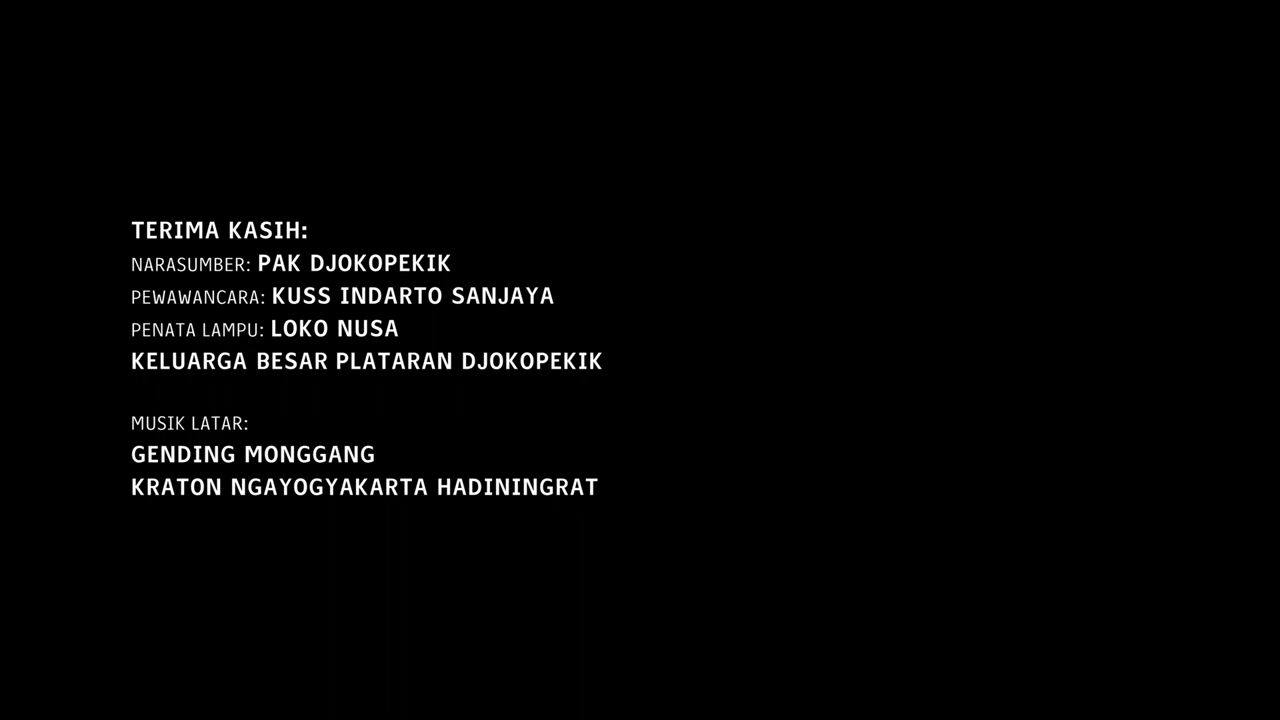 TERIMA KASIH:
NARASUMBER: PAK DJOKOPEKIK
PEWAWANCARA: KUSS INDARTO SANJAYA
PENATA LAMPU: LOKO NUSA
KELUARGA BESAR PLATARAN DJOKOPEKIK
MUSIK LATAR:
GENDING MONGGANG
KRATON NGAYOGYAKARTA HADININGRAT